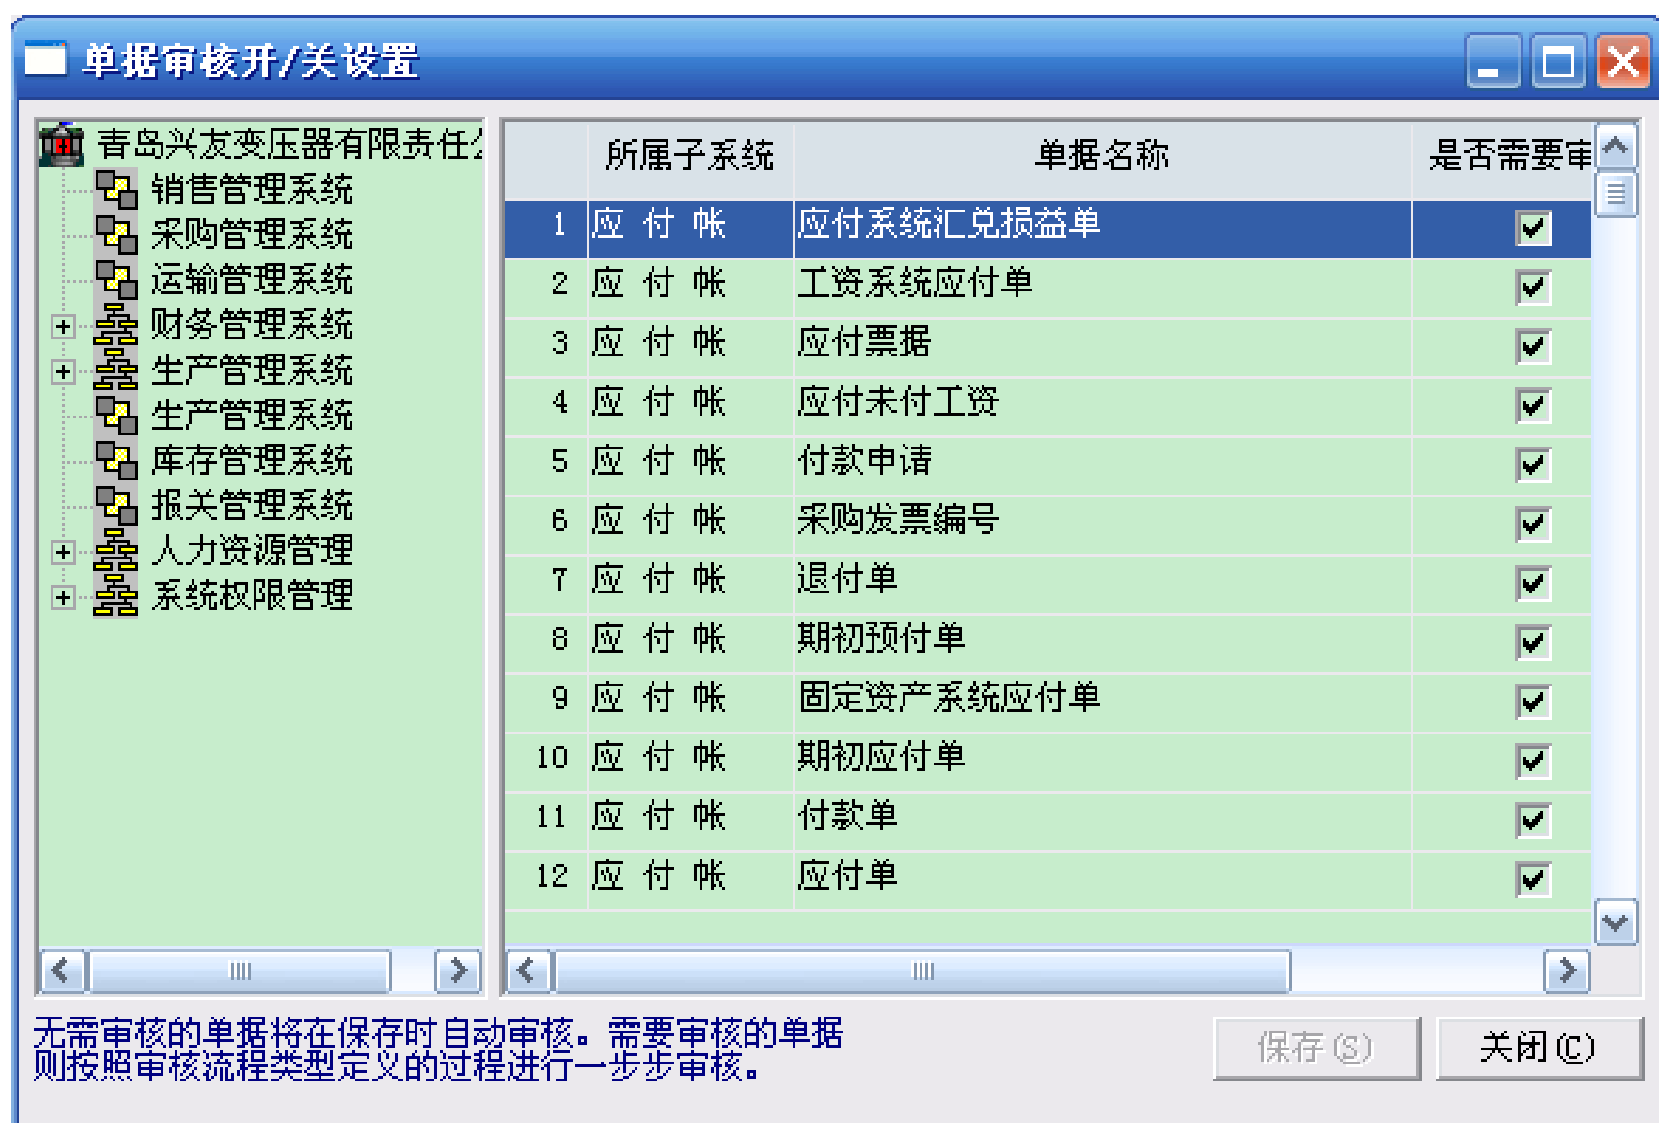 单据审核开/关设置
青岛兴友变压器有限责任
销售管理系统
采购管理系统
运输管理系统
财务管理系统
生产管理系统
生产管理系统
库存管理系统
报关管理系统
人力资源管理
系统权限管理
所属子系统 单据名称 是否需要审
1 应 付 帐 应付系统汇兑损益单
2 应 付 帐 工资系统应付单
3 应 付 帐 应付票据
4 应 付 帐 应付未付工资
5 应 付 帐 付款申请
6 应 付 帐 采购发票编号
7 应 付 帐 退付单
8 应 付 帐 期初预付单
9 应 付 帐 固定资产系统应付单
10 应 付 帐 期初应付单
11 应 付 帐 付款单
12 应 付 帐 应付单
无需审核的单据将在保存时自动审核。需要审核的单据
则按照审核流程类型定义的过程进行一步步审核。
保存(S) 关闭(C)